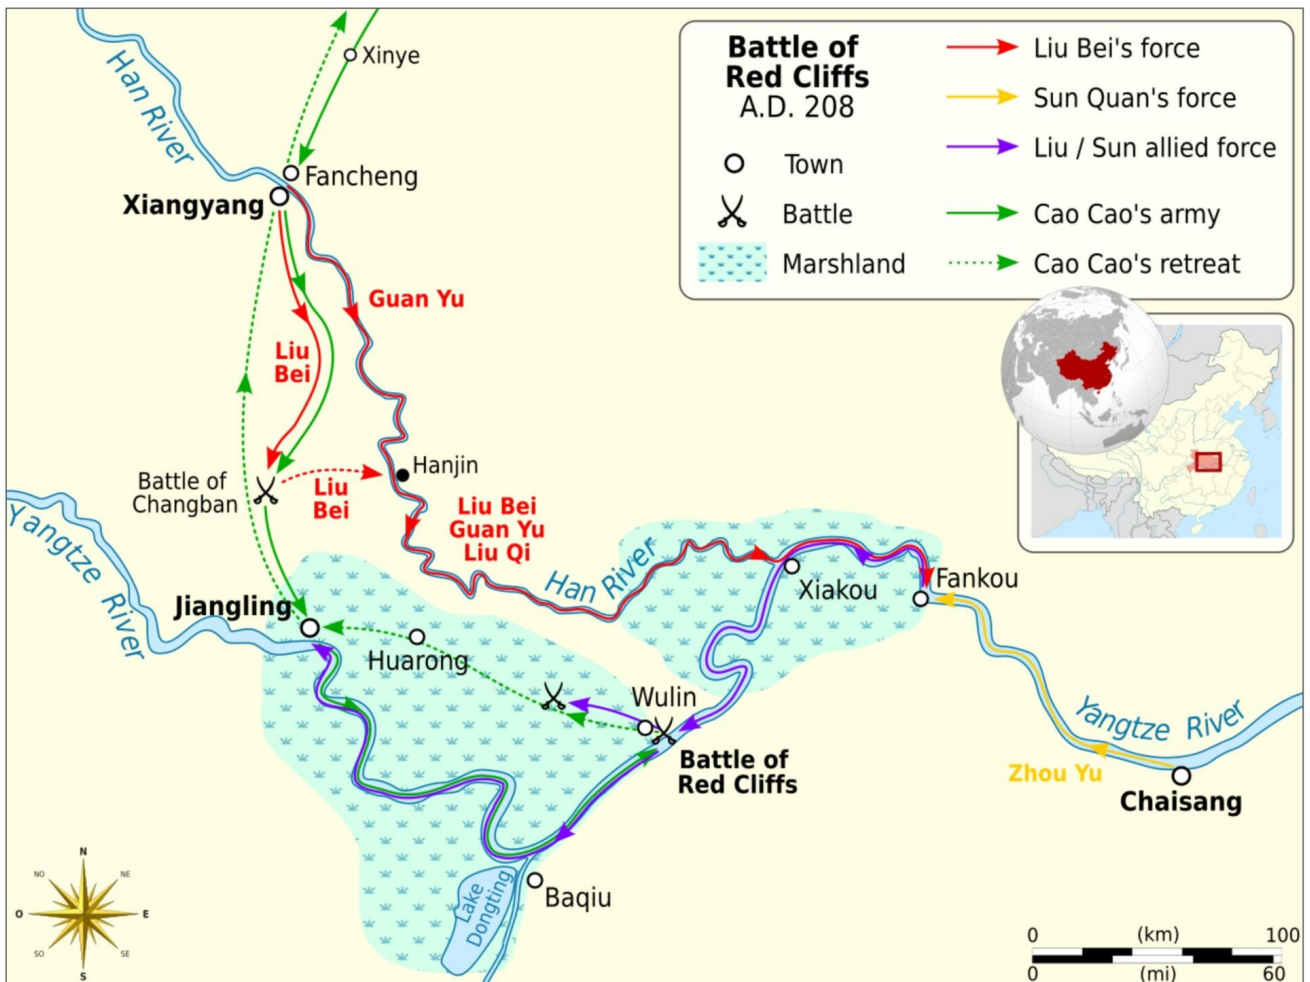 Battle of
Red Cliffs
A.D. 208
Town
Battle
Marshland
Liu Bei's force
Sun Quan's force
Liu / Sun allied force
Cao Cao's army
Cao Cao's retreat
Han River
Xinye
Fancheng
Xiangyang
Guan Yu
Liu
Bei
Battle of
Changban
Liu
Bei
Hanjin
Liu Bei
Guan Yu
Liu Qi
Yangtze River
Han River
Xiakou
Fankou
Jiangling
Huarong
Wulin
Battle of
Red Cliffs
Yangtze River
Zhou Yu
Chaisang
Baqiu
Lake
Dongting
N
NO
NE
O
E
SO
SE
S
0 (km) 100
0 (mi) 60